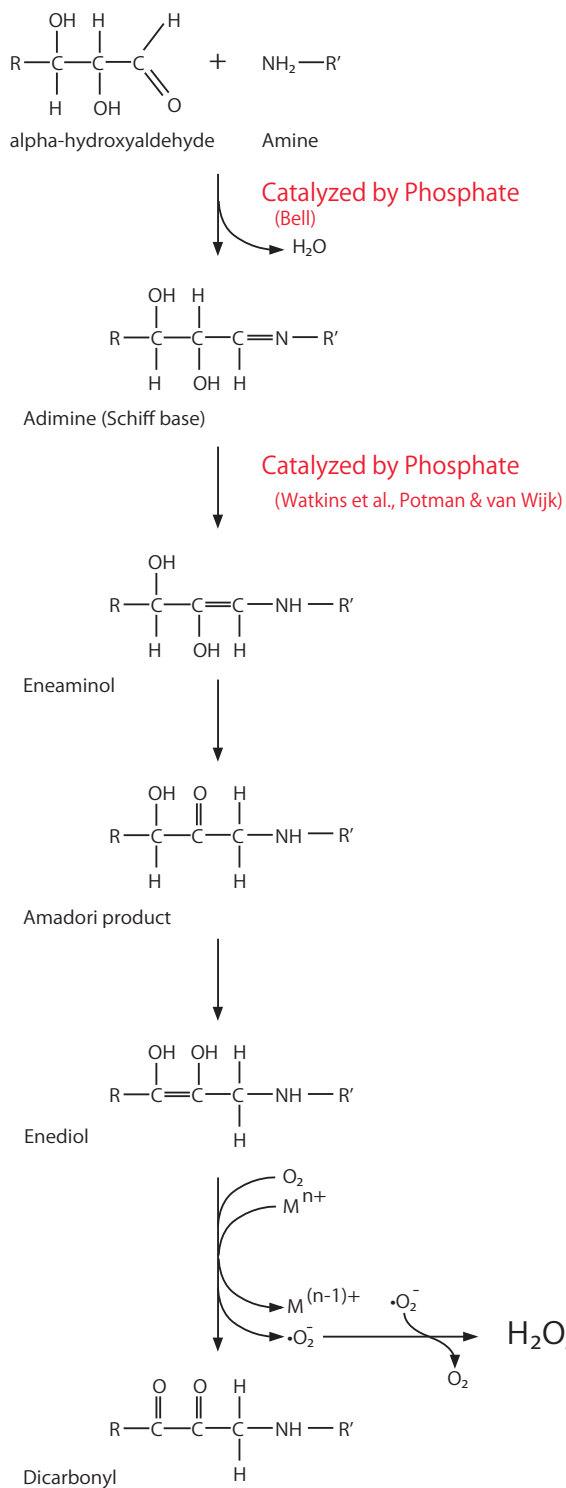 OH H H
R C C C + NH₂ R'
H OH O
alpha-hydroxyaldehyde Amine
Catalyzed by Phosphate
(Bell)
H₂O
OH H
R C C C N R'
H OH H
Adimine (Schiff base)
Catalyzed by Phosphate
(Watkins et al., Potman & van Wijk)
OH
R C C C NH R'
H OH H
Eneaminol
OH O H
R C C C NH R'
H H
Amadori product
OH OH H
R C C C NH R'
H
Enediol
O₂
M^n+
M^(n-1)+ •O₂⁻
•O₂⁻ H₂O
O₂
O O H
R C C C NH R'
H
Dicarbonyl